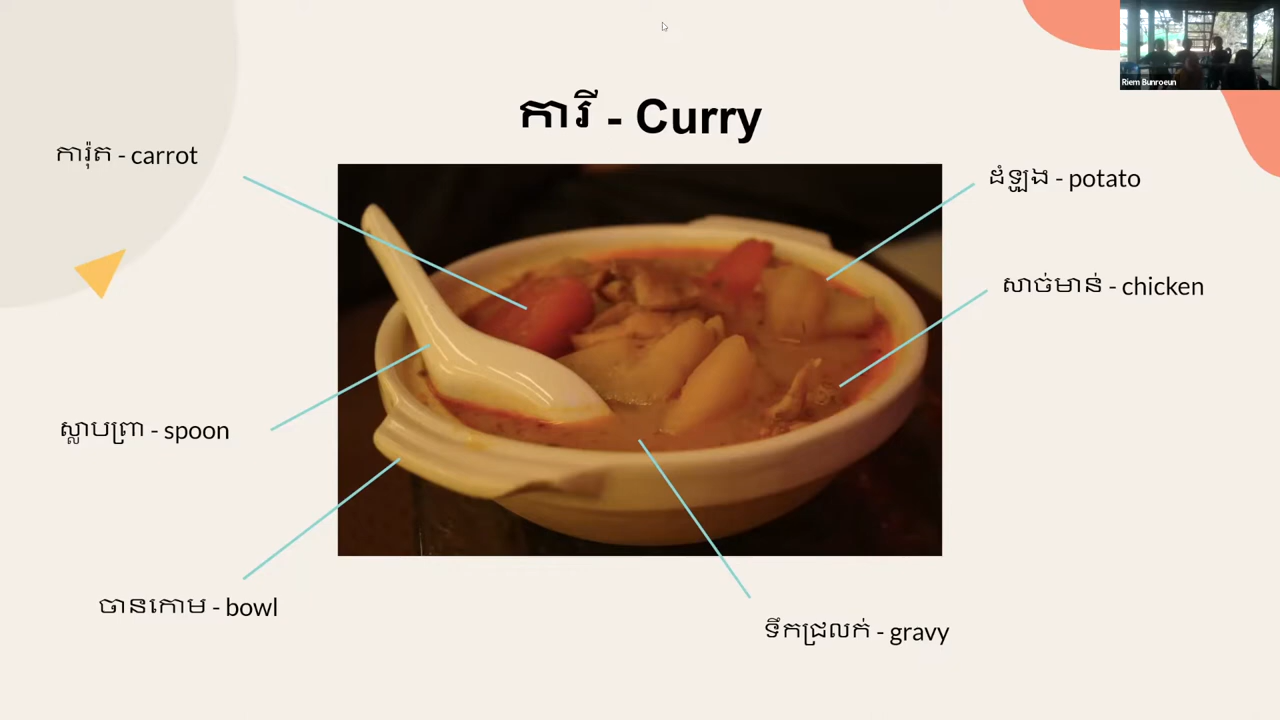 Riem Bunroeun
ការី - Curry
ការ៉ុត - carrot
ដំឡូង - potato
សាច់មាន់ - chicken
ស្លាបព្រា - spoon
ចានកោម - bowl
ទឹកជ្រលក់ - gravy